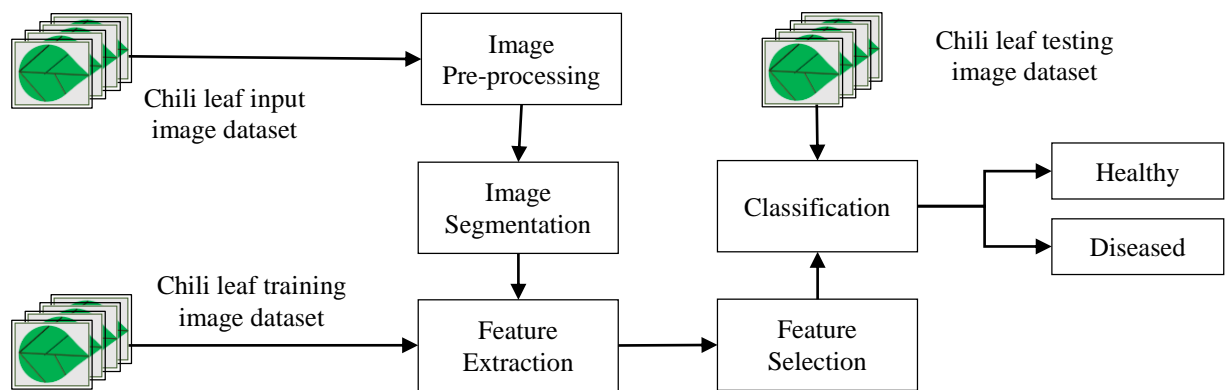 Image
Pre-processing
Chili leaf testing
image dataset
Chili leaf input
image dataset
Image
Segmentation
Classification
Healthy
Diseased
Chili leaf training
image dataset
Feature
Extraction
Feature
Selection